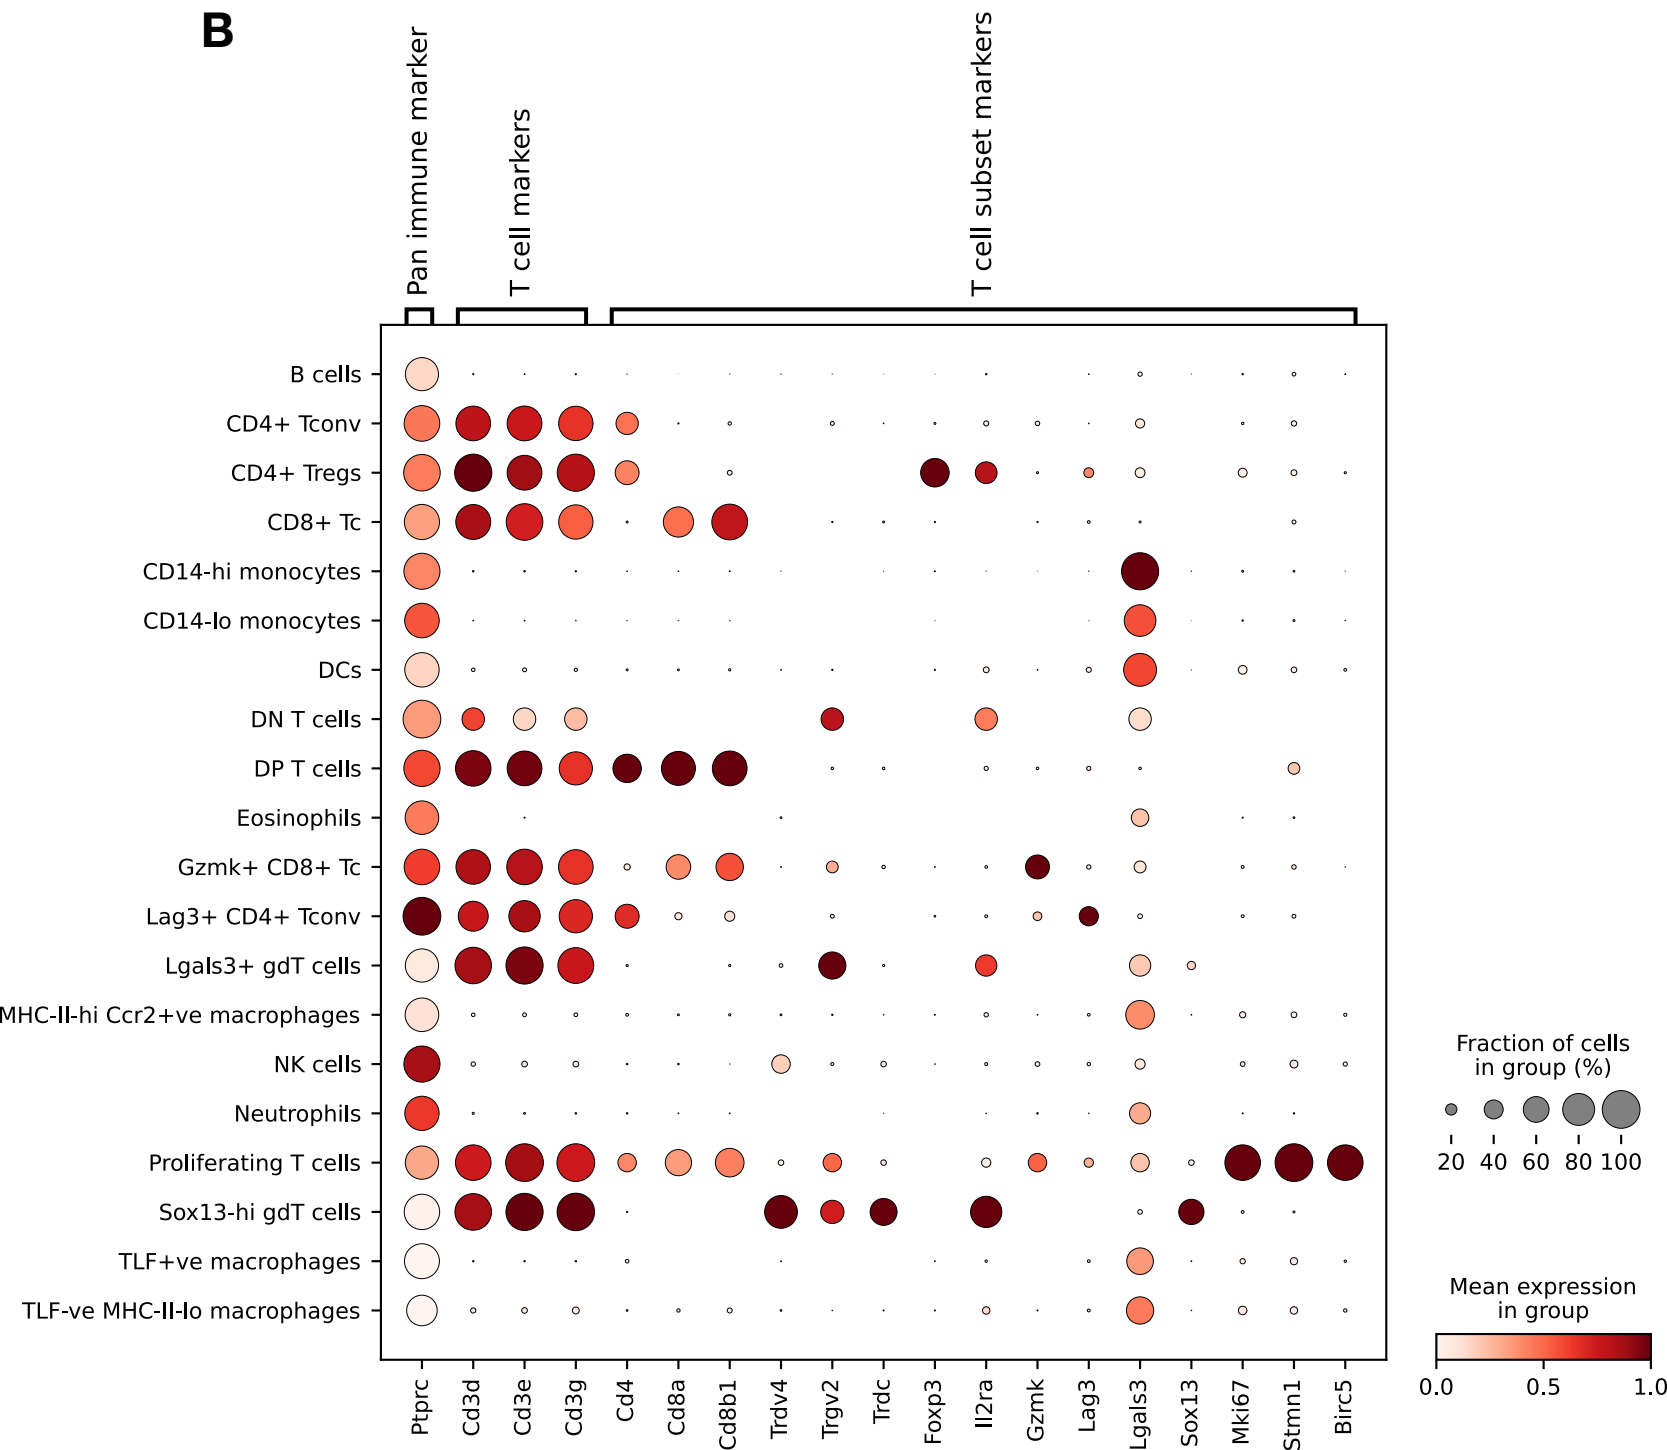 B
Pan immune marker
T cell markers
T cell subset markers
B cells
CD4+ Tconv
CD4+ Tregs
CD8+ Tc
CD14-hi monocytes
CD14-lo monocytes
DCs
DN T cells
DP T cells
Eosinophils
Gzmk+ CD8+ Tc
Lag3+ CD4+ Tconv
Lgals3+ gdT cells
MHC-II-hi Ccr2+ve macrophages
NK cells
Neutrophils
Proliferating T cells
Sox13-hi gdT cells
TLF+ve macrophages
TLF-ve MHC-II-lo macrophages
Ptprc
Cd3d
Cd3e
Cd3g
Cd4
Cd8a
Cd8b1
Trdv4
Trgv2
Trdc
Foxp3
Il2ra
Gzmk
Lag3
Lgals3
Sox13
Mki67
Stmn1
Birc5
Fraction of cells
in group (%)
20 40 60 80 100
Mean expression
in group
0.0 0.5 1.0